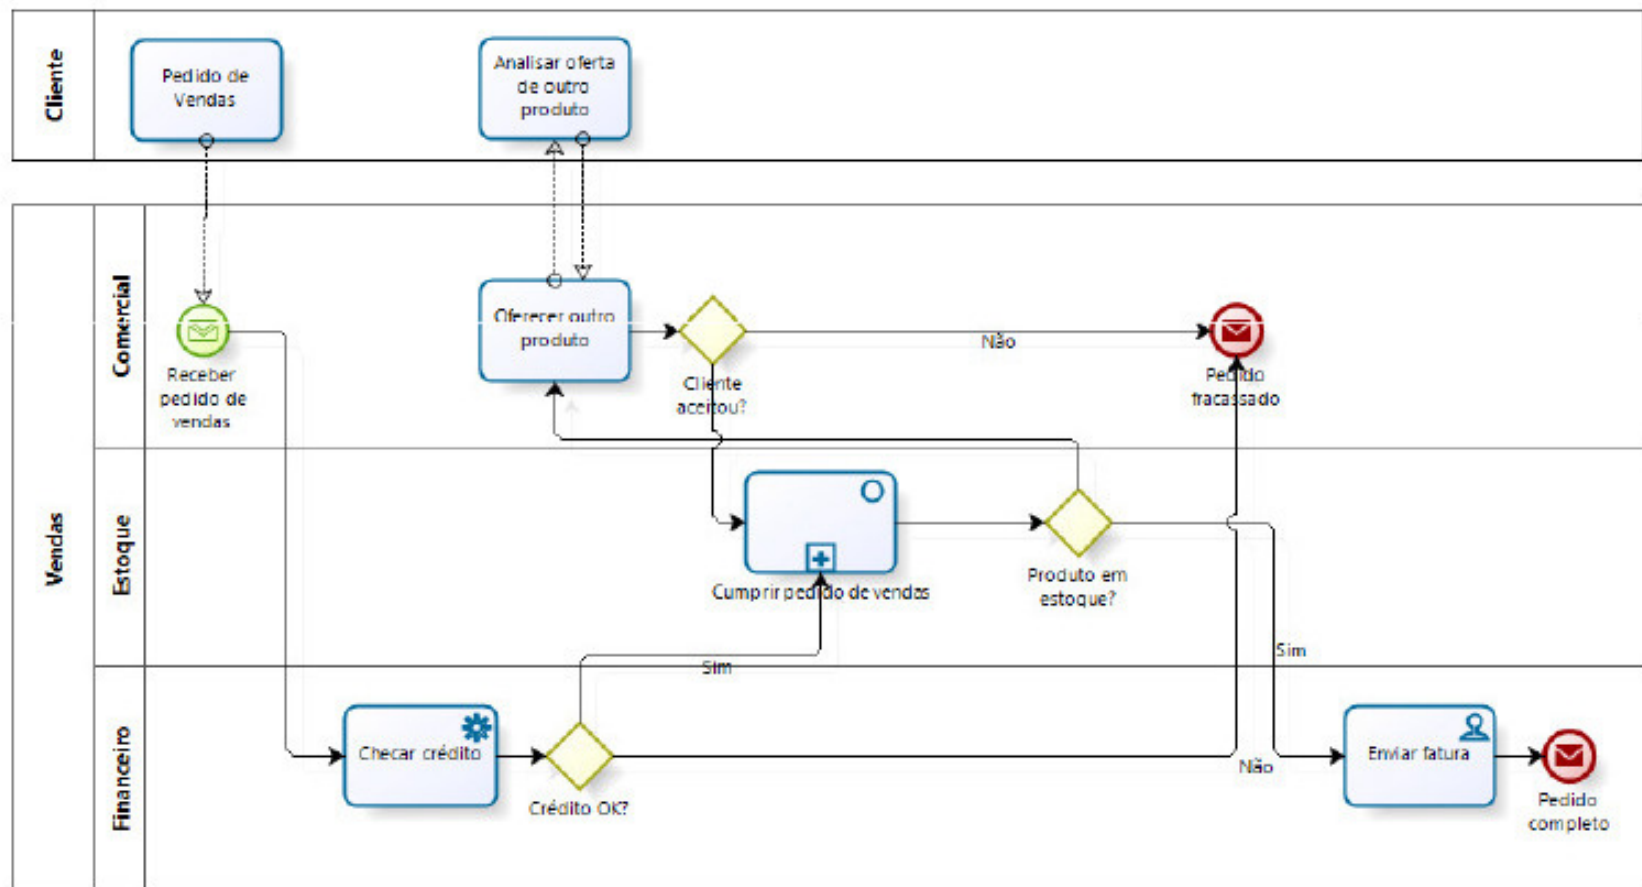 Cliente
Pedido de
Vendas
Analisar oferta
de outro
produto
Vendas
Comercial
Receber
pedido de
vendas
Oferecer outro
produto
Cliente
aceitou?
Não
Pedido
fracassado
Estoque
Cumprir pedido de vendas
Produto em
estoque?
Sim
Sim
Financeiro
Checar crédito
Crédito OK?
Não
Enviar fatura
Pedido
completo